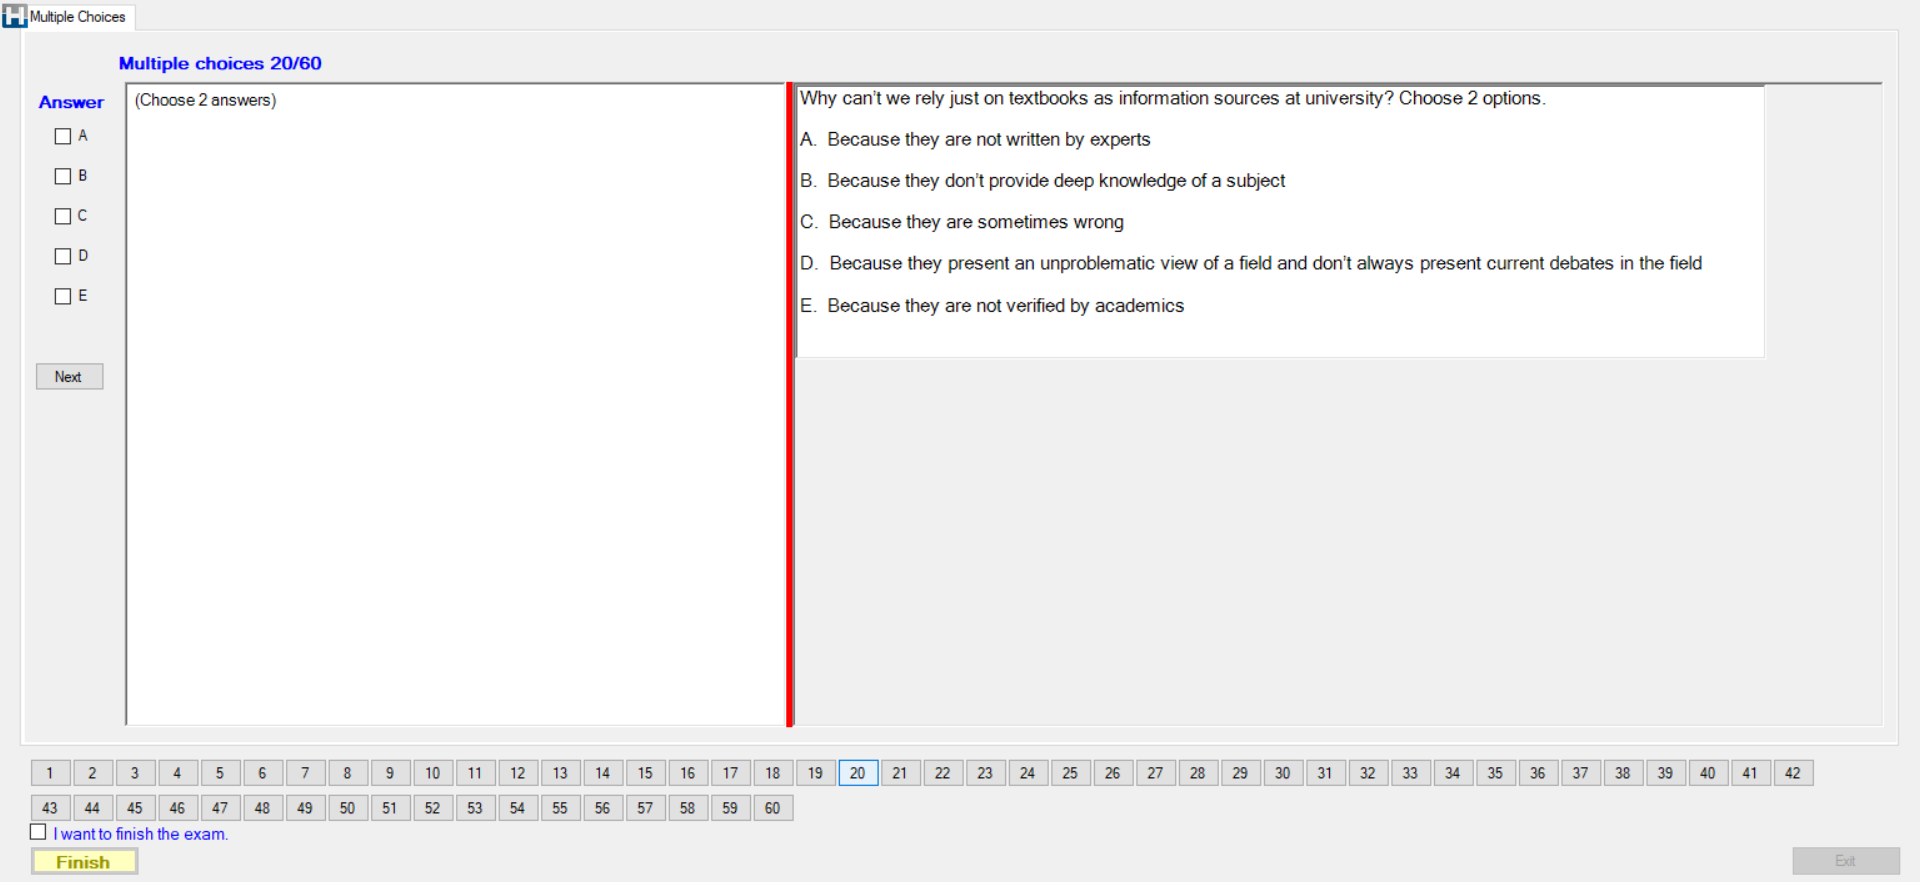 Multiple Choices
Multiple choices 20/60
Answer
A
B
C
D
E
Next
(Choose 2 answers)
Why can't we rely just on textbooks as information sources at university? Choose 2 options.
A. Because they are not written by experts
B. Because they don't provide deep knowledge of a subject
C. Because they are sometimes wrong
D. Because they present an unproblematic view of a field and don't always present current debates in the field
E. Because they are not verified by academics
1 2 3 4 5 6 7 8 9 10 11 12 13 14 15 16 17 18 19 20 21 22 23 24 25 26 27 28 29 30 31 32 33 34 35 36 37 38 39 40 41 42
43 44 45 46 47 48 49 50 51 52 53 54 55 56 57 58 59 60
I want to finish the exam.
Finish
Exit